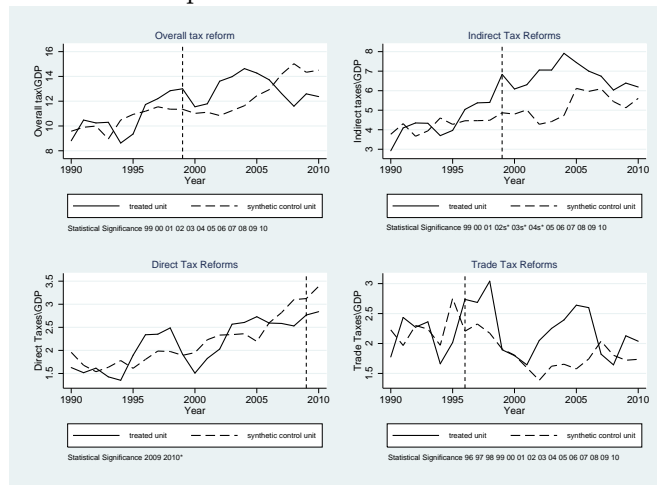 Overall tax reform
Overall tax\GDP
16
14
12
10
8
1990 1995 2000 2005 2010
Year
treated unit synthetic control unit
Statistical Significance 99 00 01 02 03 04 05 06 07 08 09 10
Indirect Tax Reforms
Indirect taxes\GDP
8
7
6
5
4
3
1990 1995 2000 2005 2010
Year
treated unit synthetic control unit
Statistical Significance 99 00 01 02s* 03s* 04s* 05 06 07 08 09 10
Direct Tax Reforms
Direct Taxes\GDP
3.5
3
2.5
2
1.5
1990 1995 2000 2005 2010
Year
treated unit synthetic control unit
Statistical Significance 2009 2010*
Trade Tax Reforms
Trade Taxes\GDP
3
2.5
2
1.5
1990 1995 2000 2005 2010
Year
treated unit synthetic control unit
Statistical Significance 96 97 98 99 00 01 02 03 04 05 06 07 08 09 10